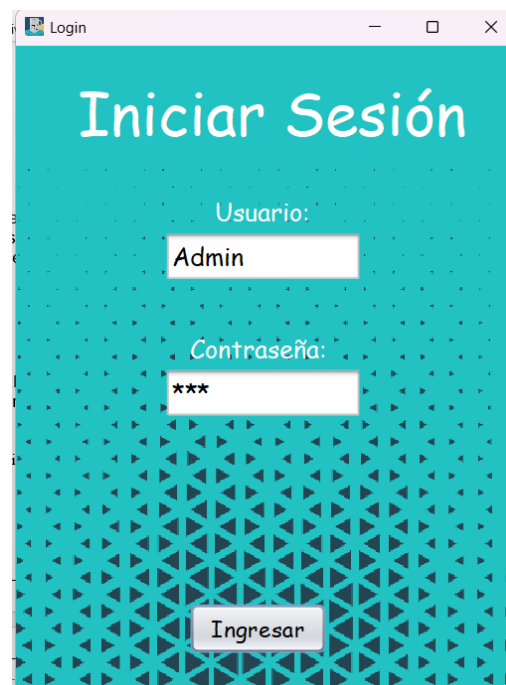 Login
Iniciar Sesión
Usuario:
Admin
Contraseña:
***
Ingresar